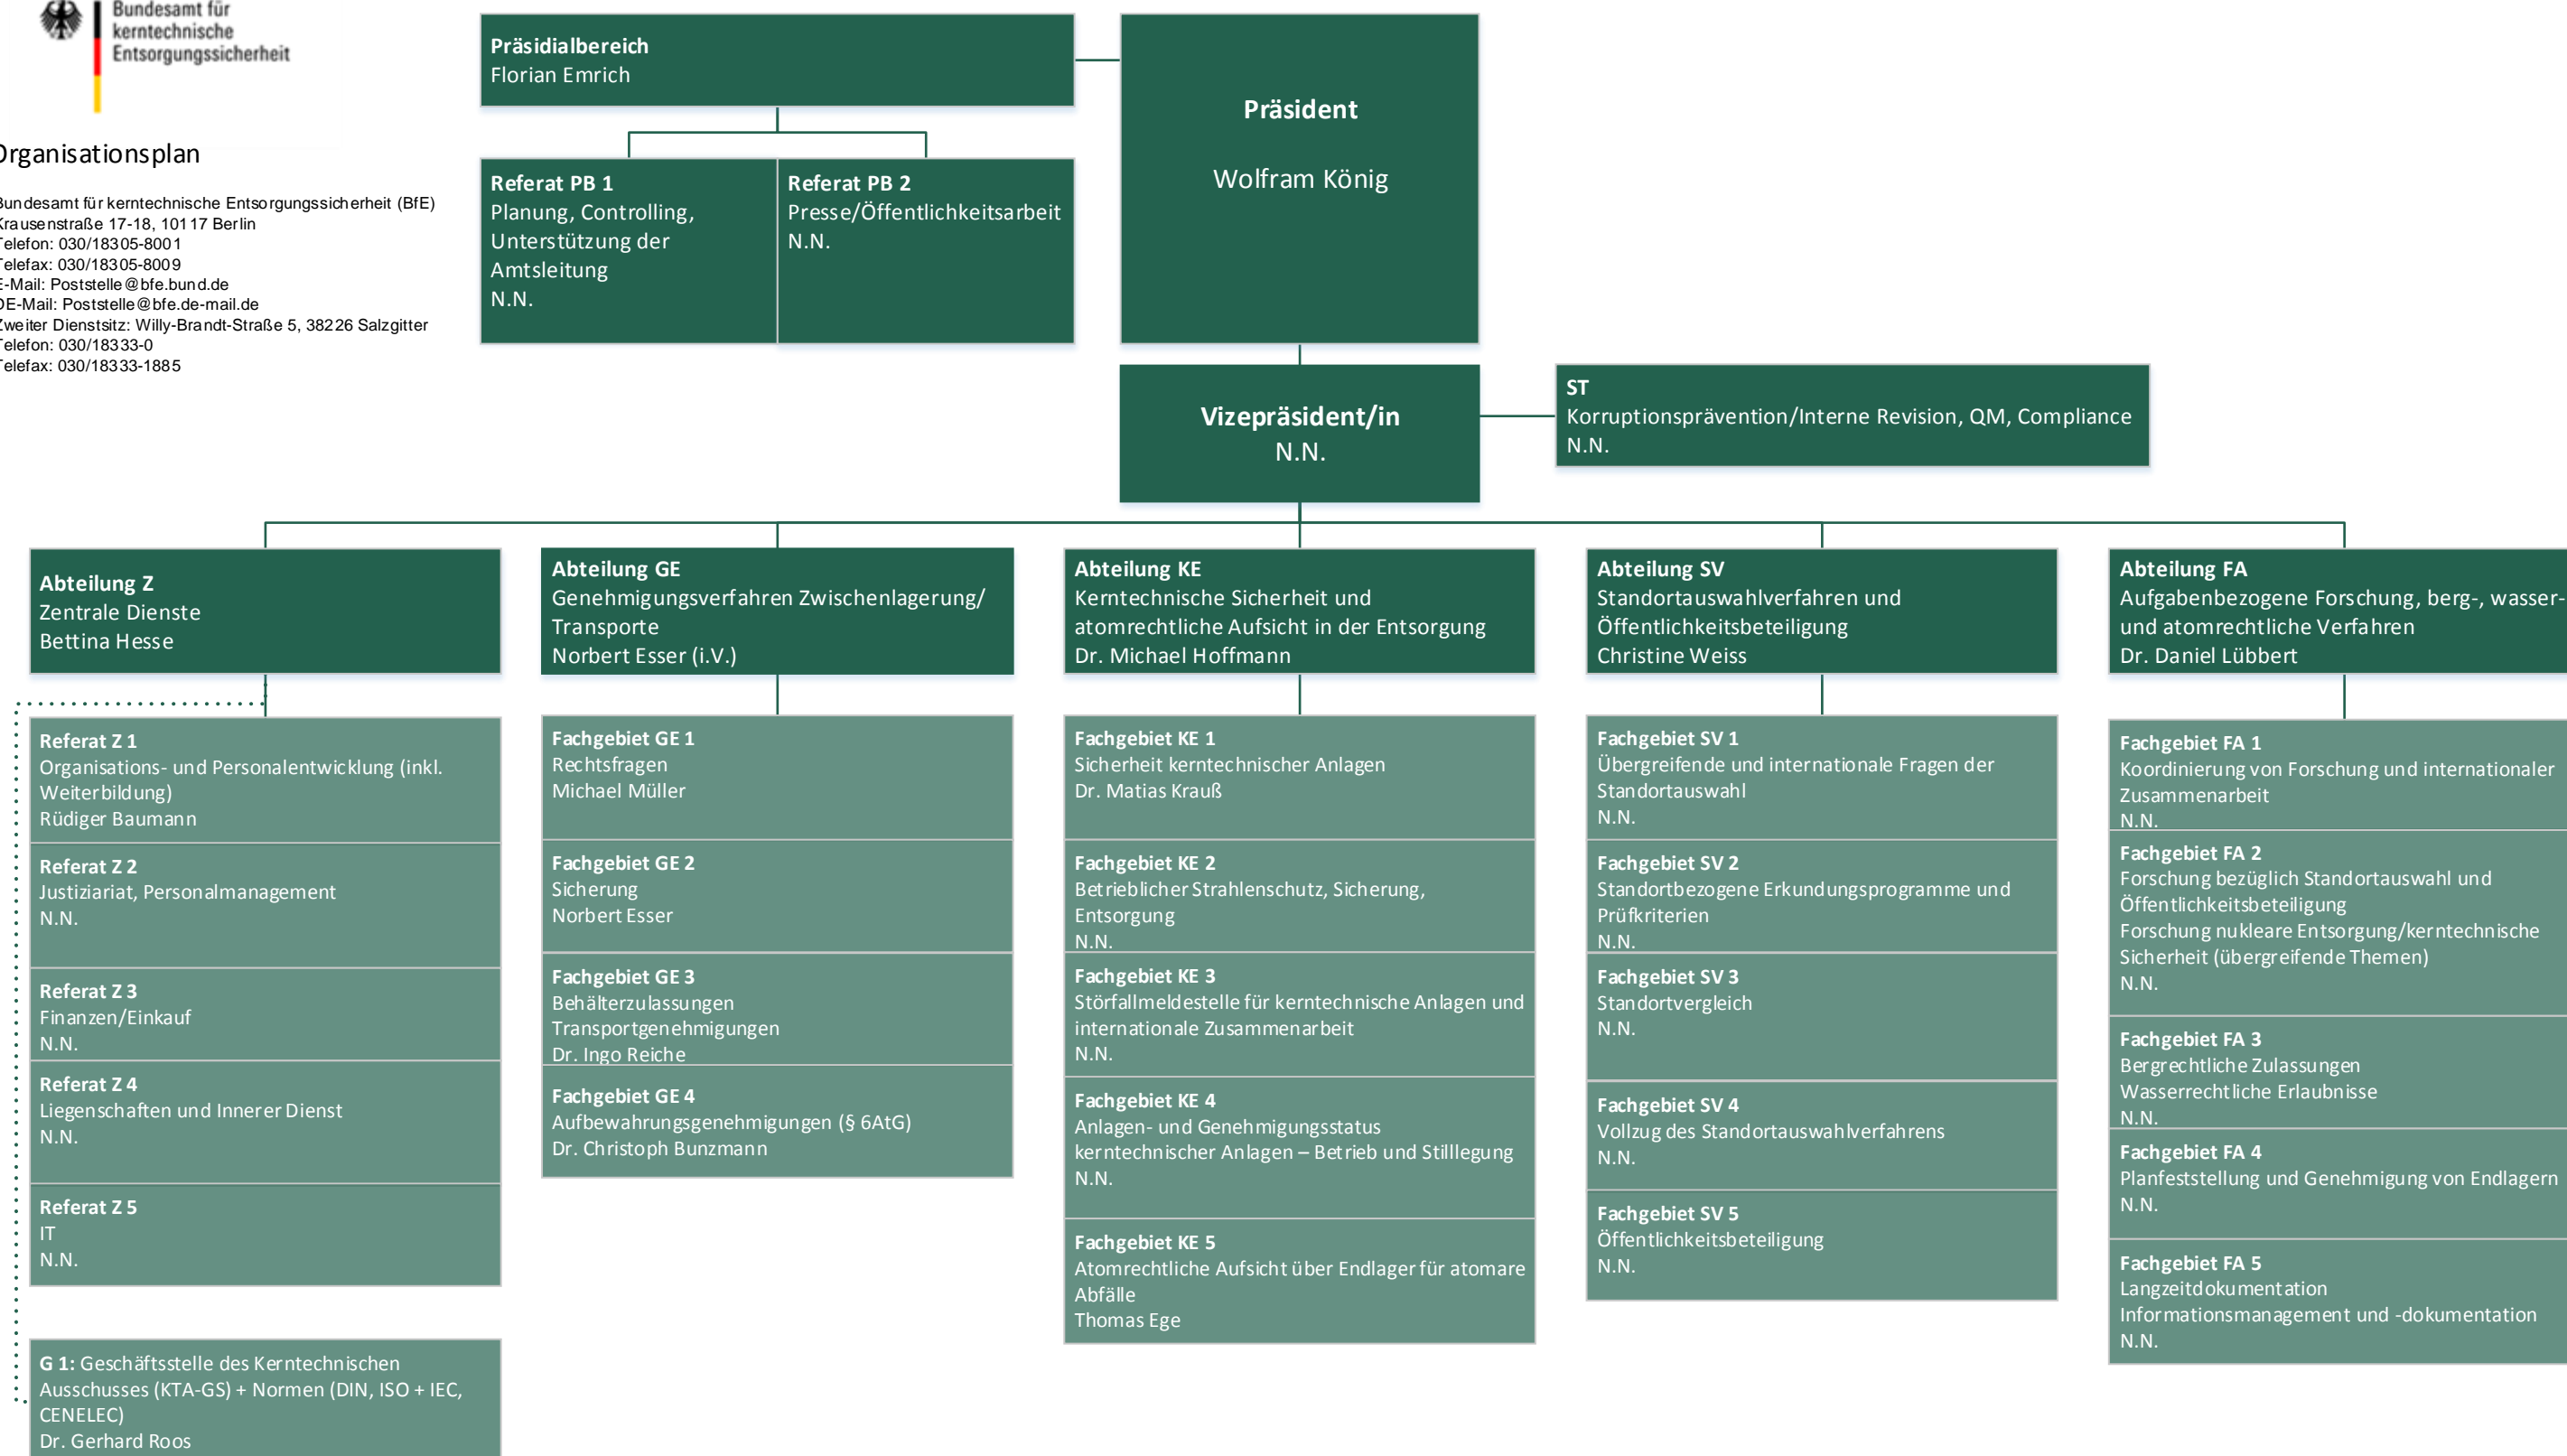 Bundesamt für
kerntechnische
Entsorgungssicherheit
Organisationsplan
Bundesamt für kerntechnische Entsorgungssicherheit (BfE)
Krausenstraße 17-18, 10117 Berlin
Telefon: 030/18305-8001
Telefax: 030/18305-8009
E-Mail: Poststelle@bfe.bund.de
DE-Mail: Poststelle@bfe.de-mail.de
Zweiter Dienstsitz: Willy-Brandt-Straße 5, 38226 Salzgitter
Telefon: 030/18333-0
Telefax: 030/18333-1885
Präsidialbereich
Florian Emrich
Referat PB 1
Planung, Controlling,
Unterstützung der
Amtsleitung
N.N.
Referat PB 2
Presse/Öffentlichkeitsarbeit
N.N.
Präsident
Wolfram König
Vizepräsident/in
N.N.
ST
Korruptionsprävention/Interne Revision, QM, Compliance
N.N.
Abteilung Z
Zentrale Dienste
Bettina Hesse
Referat Z 1
Organisations- und Personalentwicklung (inkl.
Weiterbildung)
Rüdiger Baumann
Referat Z 2
Justiziariat, Personalmanagement
N.N.
Referat Z 3
Finanzen/Einkauf
N.N.
Referat Z 4
Liegenschaften und Innerer Dienst
N.N.
Referat Z 5
IT
N.N.
G 1: Geschäftsstelle des Kerntechnischen
Ausschusses (KTA-GS) + Normen (DIN, ISO + IEC,
CENELEC)
Dr. Gerhard Roos
Abteilung GE
Genehmigungsverfahren Zwischenlagerung/
Transporte
Norbert Esser (i.V.)
Fachgebiet GE 1
Rechtsfragen
Michael Müller
Fachgebiet GE 2
Sicherung
Norbert Esser
Fachgebiet GE 3
Behälterzulassungen
Transportgenehmigungen
Dr. Ingo Reiche
Fachgebiet GE 4
Aufbewahrungsgenehmigungen (§ 6AtG)
Dr. Christoph Bunzmann
Abteilung KE
Kerntechnische Sicherheit und
atomrechtliche Aufsicht in der Entsorgung
Dr. Michael Hoffmann
Fachgebiet KE 1
Sicherheit kerntechnischer Anlagen
Dr. Matias Krauß
Fachgebiet KE 2
Betrieblicher Strahlenschutz, Sicherung,
Entsorgung
N.N.
Fachgebiet KE 3
Störfallmeldestelle für kerntechnische Anlagen und
internationale Zusammenarbeit
N.N.
Fachgebiet KE 4
Anlagen- und Genehmigungsstatus
kerntechnischer Anlagen – Betrieb und Stilllegung
N.N.
Fachgebiet KE 5
Atomrechtliche Aufsicht über Endlager für atomare
Abfälle
Thomas Ege
Abteilung SV
Standortauswahlverfahren und
Öffentlichkeitsbeteiligung
Christine Weiss
Fachgebiet SV 1
Übergreifende und internationale Fragen der
Standortauswahl
N.N.
Fachgebiet SV 2
Standortbezogene Erkundungsprogramme und
Prüfkriterien
N.N.
Fachgebiet SV 3
Standortvergleich
N.N.
Fachgebiet SV 4
Vollzug des Standortauswahlverfahrens
N.N.
Fachgebiet SV 5
Öffentlichkeitsbeteiligung
N.N.
Abteilung FA
Aufgabenbezogene Forschung, berg-, wasser-
und atomrechtliche Verfahren
Dr. Daniel Lübbert
Fachgebiet FA 1
Koordinierung von Forschung und internationaler
Zusammenarbeit
N.N.
Fachgebiet FA 2
Forschung bezüglich Standortauswahl und
Öffentlichkeitsbeteiligung
Forschung nukleare Entsorgung/kerntechnische
Sicherheit (übergreifende Themen)
N.N.
Fachgebiet FA 3
Bergrechtliche Zulassungen
Wasserrechtliche Erlaubnisse
N.N.
Fachgebiet FA 4
Planfeststellung und Genehmigung von Endlagern
N.N.
Fachgebiet FA 5
Langzeitdokumentation
Informationsmanagement und -dokumentation
N.N.